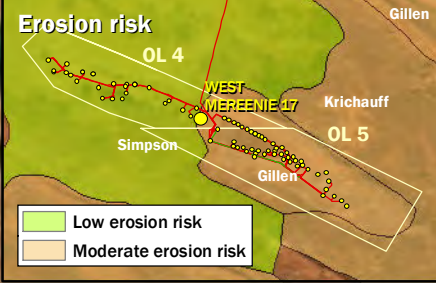 Erosion risk
Gillen
OL 4
WEST
MEREENIE 17
Krichauff
OL 5
Simpson
Gillen
Low erosion risk
Moderate erosion risk